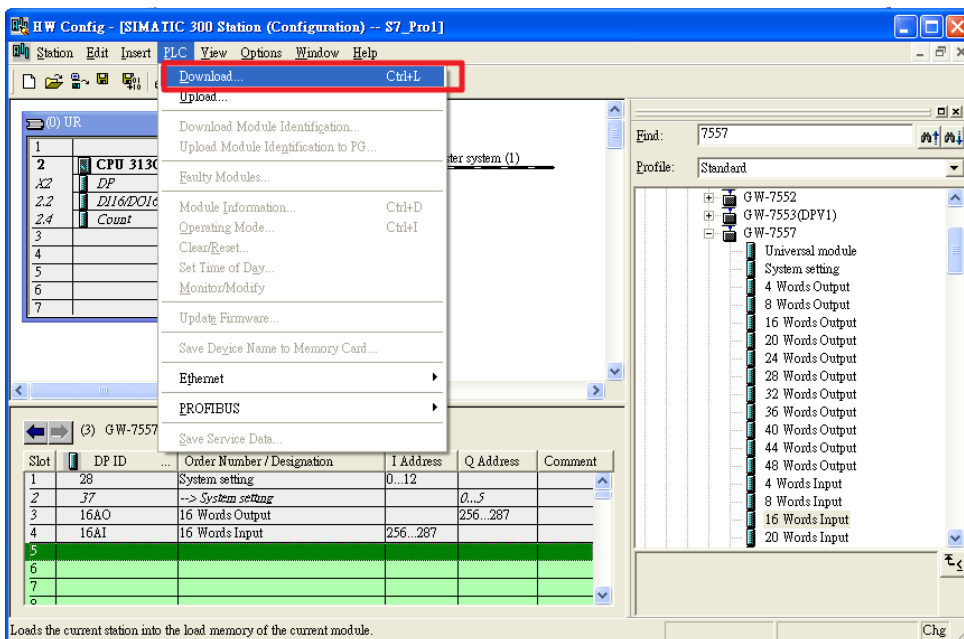 HW Config - [SIMATIC 300 Station (Configuration) -- S7_Pro1]
Station Edit Insert PLC View Options Window Help
Download... Ctrl+L
Upload...
Download Module Identification...
Upload Module Identification to PG...
Faulty Modules...
Module Information... Ctrl+D
Operating Mode... Ctrl+I
Clear/Reset...
Set Time of Day...
Monitor/Modify
Update Firmware...
Save Device Name to Memory Card...
Ethernet
PROFIBUS
Save Service Data...
(0) UR
1
2 CPU 313C
X2 DP
2.2 DI16/DO16
2.4 Count
3
4
5
6
7
system (1)
Find: 7557
Profile: Standard
GW-7552
GW-7553(DPV1)
GW-7557
Universal module
System setting
4 Words Output
8 Words Output
16 Words Output
20 Words Output
24 Words Output
28 Words Output
32 Words Output
36 Words Output
40 Words Output
44 Words Output
48 Words Output
4 Words Input
8 Words Input
16 Words Input
20 Words Input
(3) GW-7557
Slot DP ID ... Order Number / Designation I Address Q Address Comment
1 28 System setting 0...12
2 37 --> System setting 0...5
3 16AO 16 Words Output 256...287
4 16AI 16 Words Input 256...287
5
6
7
Loads the current station into the load memory of the current module. Chg